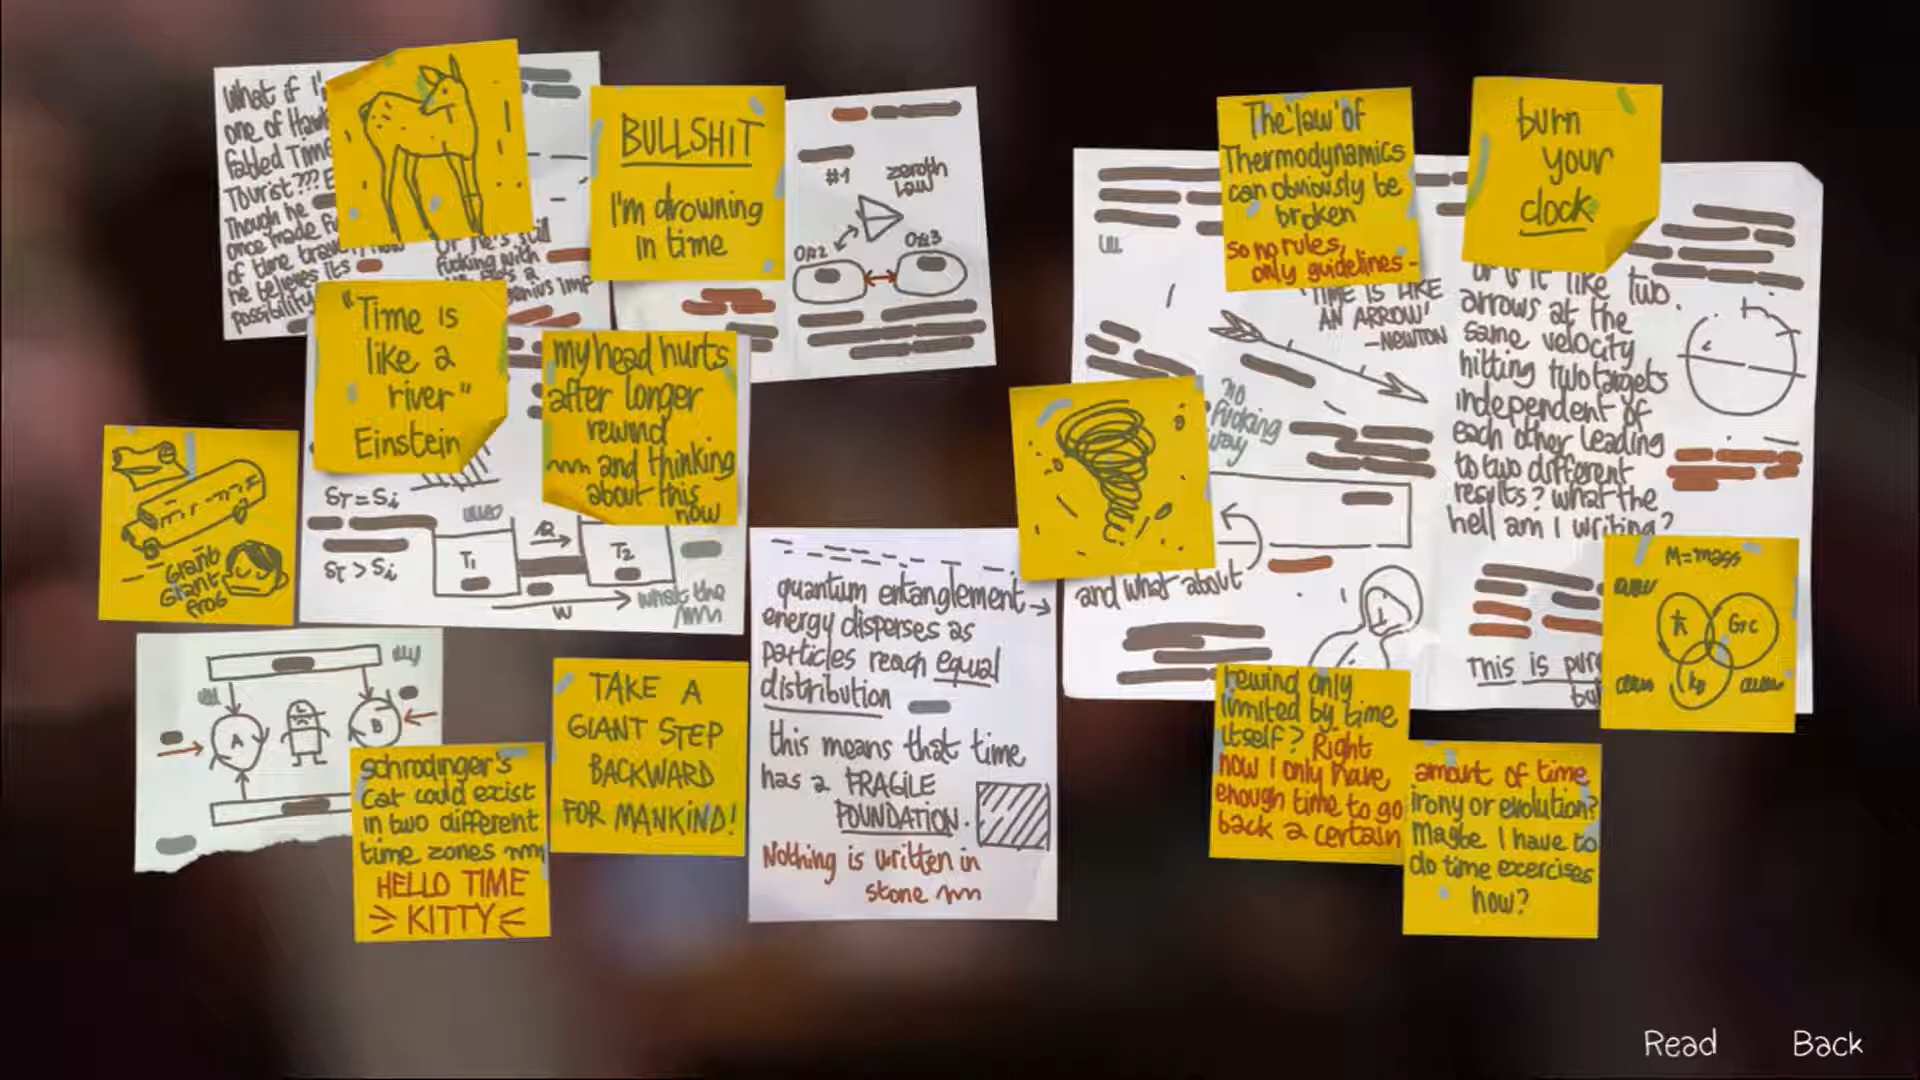 What if I'
one of Hawk
fabled Time
Tourist???
Though he
once made fu
of time travel, now
he believes its
possibility
Or he's still
fucking with
genius imp
BULLSHIT
I'm drowning
in time
#1
zeroth
law
Ob2
Ob3
"Time is
like a
river"
Einstein
my head hurts
after longer
rewind
and thinking
about this
now
Giant
Giant
Frog
ST = Si
ST > Si
T1
T2
W
what the
A
B
schrodinger's
cat could exist
in two different
time zones
HELLO TIME
KITTY
TAKE A
GIANT STEP
BACKWARD
FOR MANKIND!
quantum entanglement
energy disperses as
particles reach equal
distribution
this means that time
has a FRAGILE
FOUNDATION.
Nothing is written in
stone
The 'law' of
Thermodynamics
can obviously be
broken
so no rules,
only guidelines -
burn
your
clock
'TIME IS LIKE
AN ARROW'
-NEWTON
no
fucking
way
or is it like two
arrows at the
same velocity
hitting two targets
independent of
each other leading
to two different
results? what the
hell am I writing?
and what about
This is pure
bul
M=mass
G,c
rewind only
limited by time
itself? Right
now I only have
enough time to go
back a certain
amount of time
irony or evolution?
Maybe I have to
do time exercises
now?
Read Back